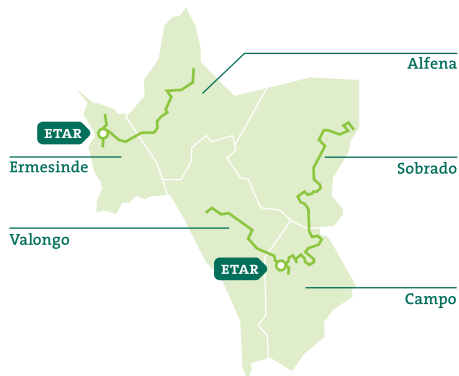 Alfena
ETAR
Ermesinde
Sobrado
Valongo
ETAR
Campo